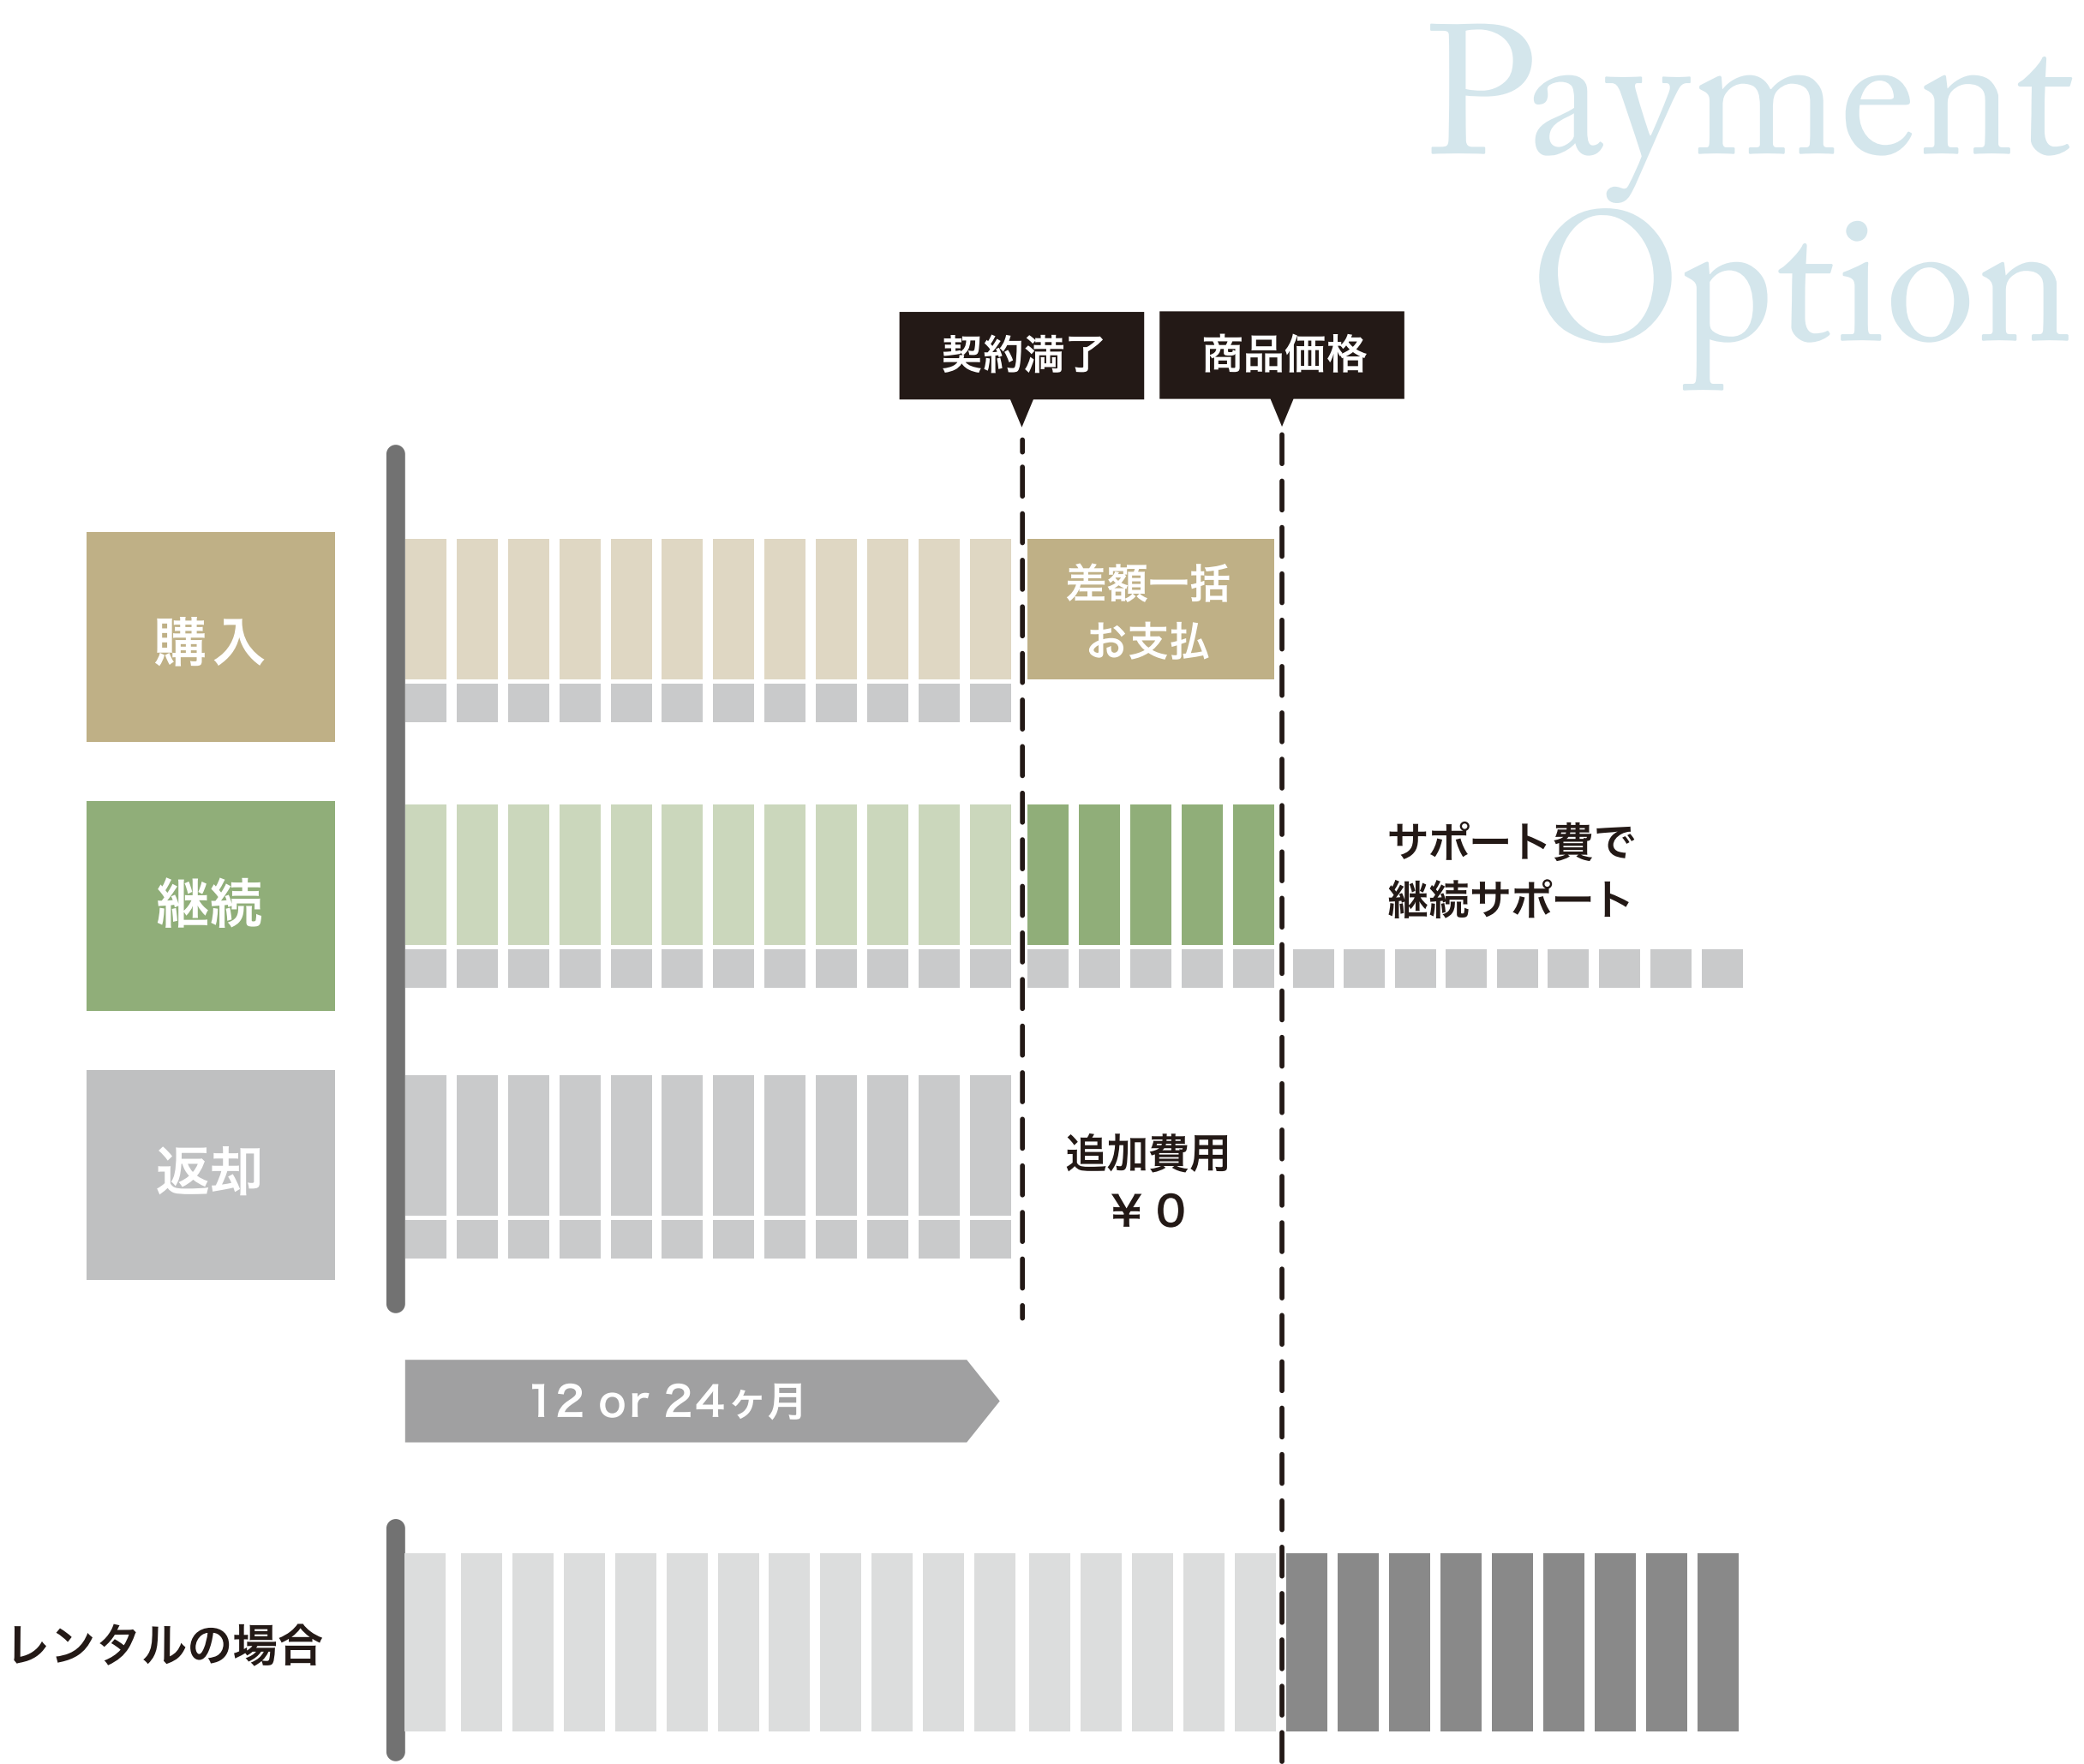 Payment
Option
契約満了
商品価格
購入
差額一括
お支払
継続
サポート費で
継続サポート
返却
追加費用
￥0
12 or 24ヶ月
レンタルの場合